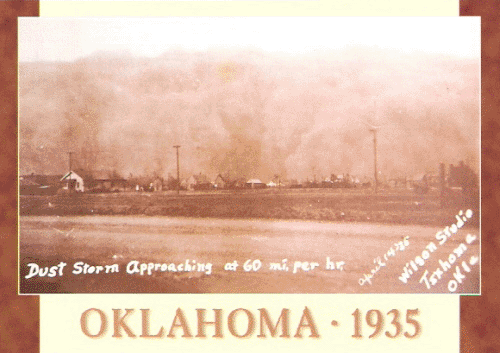 Dust Storm Approaching at 60 mi. per hr.
April 14 '35
Wilson Studio
Texhoma
Okla
OKLAHOMA · 1935